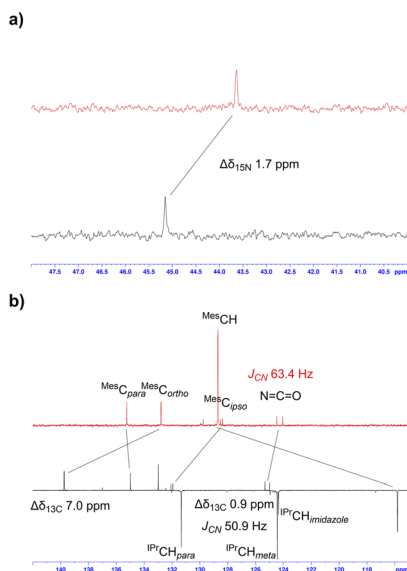 a)
Δδ15N 1.7 ppm
47.5 47.0 46.5 46.0 45.5 45.0 44.5 44.0 43.5 43.0 42.5 42.0 41.5 41.0 40.5 ppm
b)
MesCH
JCN 63.4 Hz
MesCpara MesCortho
N=C=O
MesCipso
Δδ13C 7.0 ppm
Δδ13C 0.9 ppm
IPrCHimidazole
JCN 50.9 Hz
IPrCHpara
IPrCHmeta
140 138 136 134 132 130 128 126 124 122 120 118 ppm